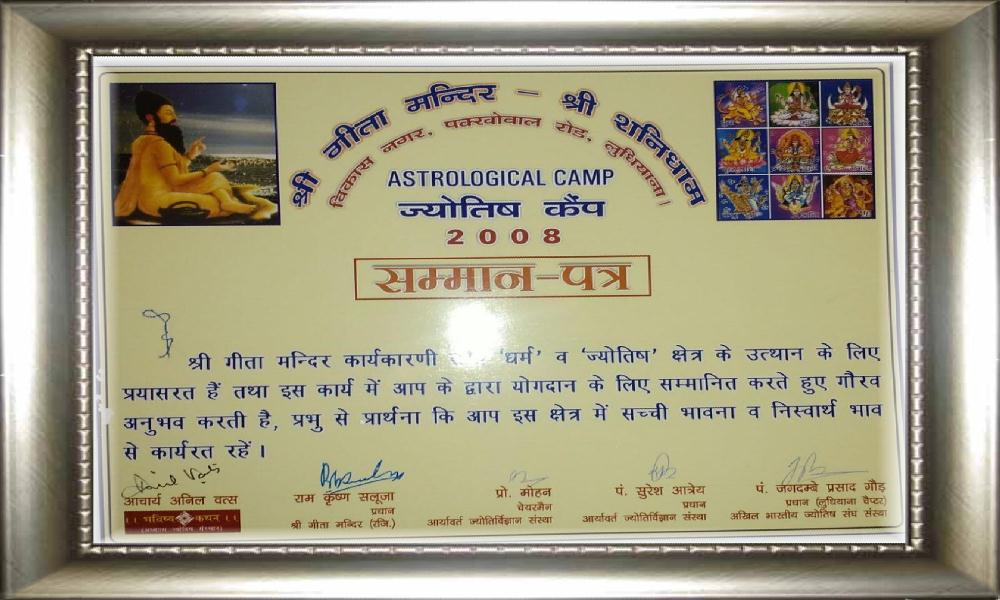 श्री गीता मन्दिर – श्री शनिधाम
विकास नगर, पक्खोवाल रोड, लुधियाना।
ASTROLOGICAL CAMP
ज्योतिष कैंप
2008
सम्मान-पत्र
श्री गीता मन्दिर कार्यकारणी 'धर्म' व 'ज्योतिष' क्षेत्र के उत्थान के लिए
प्रयासरत हैं तथा इस कार्य में आप के द्वारा योगदान के लिए सम्मानित करते हुए गौरव
अनुभव करती है, प्रभु से प्रार्थना कि आप इस क्षेत्र में सच्ची भावना व निस्वार्थ भाव
से कार्यरत रहें।
आचार्य अनिल वत्स
।। भविष्य कथन ।।
राम कृष्ण सलूजा
प्रधान
श्री गीता मन्दिर (रजि.)
प्रो. मोहन
चेयरमैन
आर्यावर्त ज्योतिर्विज्ञान संस्था
पं. सुरेश आत्रेय
प्रधान
आर्यावर्त ज्योतिर्विज्ञान संस्था
पं. जगदम्बे प्रसाद गौड़
प्रधान (लुधियाना चैप्टर)
अखिल भारतीय ज्योतिष संघ संस्था